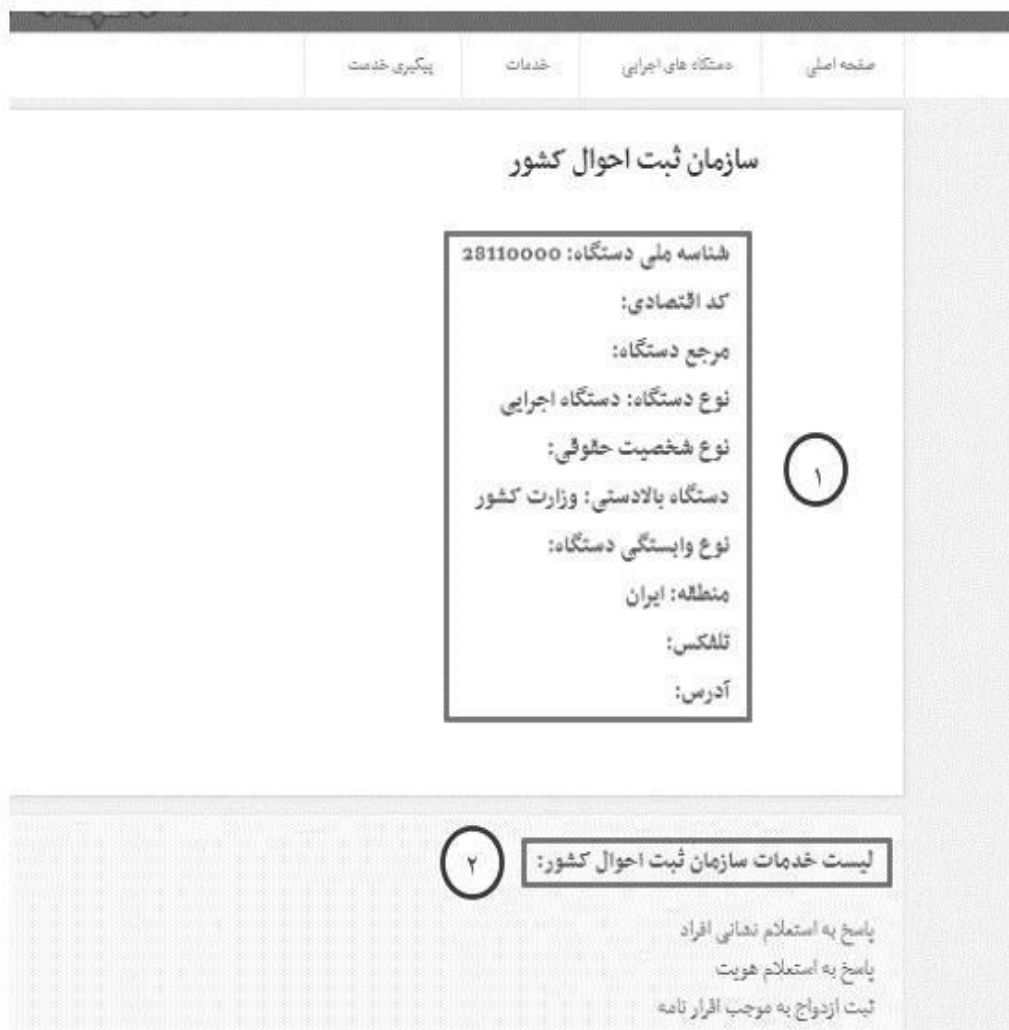 صفحه اصلی دستگاه های اجرایی خدمات پیگیری خدمت
سازمان ثبت احوال کشور
شناسه ملی دستگاه: 28110000
کد اقتصادی:
مرجع دستگاه:
نوع دستگاه: دستگاه اجرایی
نوع شخصیت حقوقی:
۱
دستگاه بالادستی: وزارت کشور
نوع وابستگی دستگاه:
منطقه: ایران
تلفکس:
آدرس:
لیست خدمات سازمان ثبت احوال کشور:
۲
پاسخ به استعلام نشانی افراد
پاسخ به استعلام هویت
ثبت ازدواج به موجب اقرار نامه